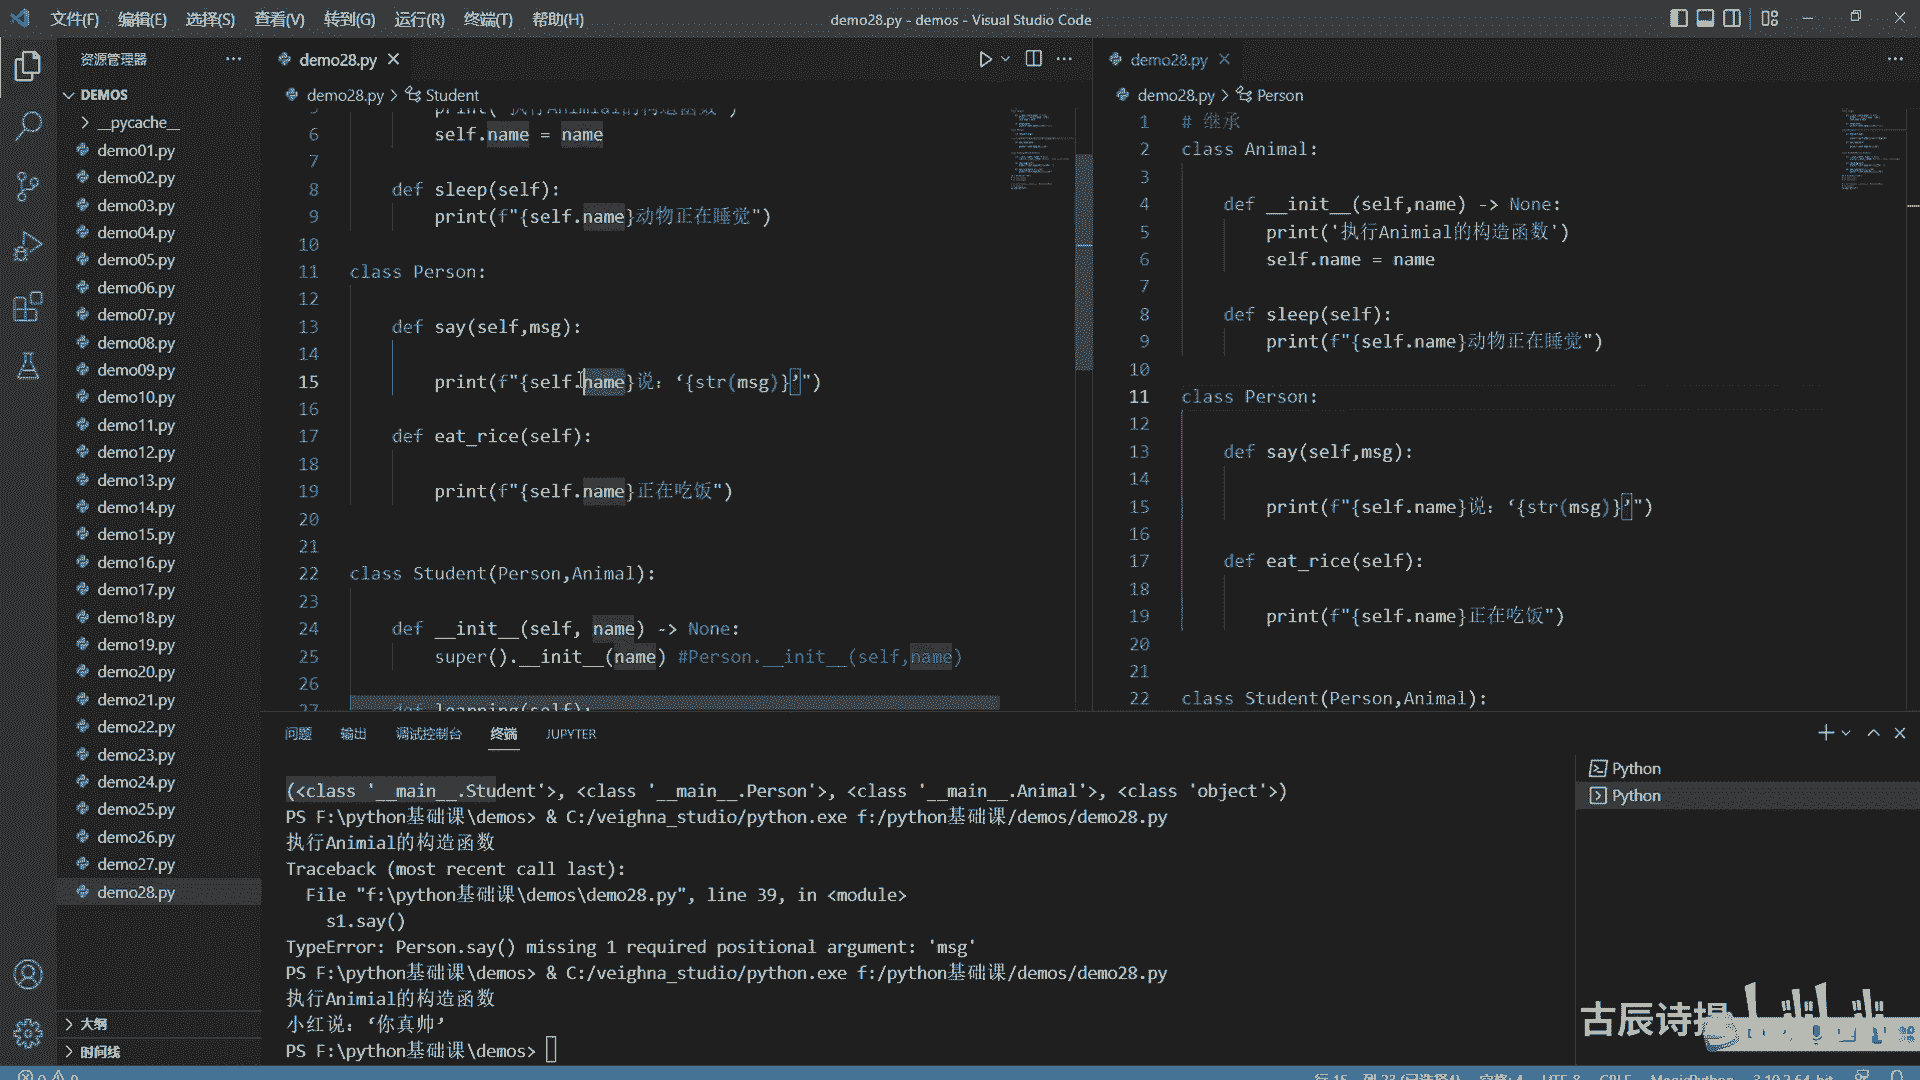 文件(F) 编辑(E) 选择(S) 查看(V) 转到(G) 运行(R) 终端(T) 帮助(H)
demo28.py - demos - Visual Studio Code
资源管理器
DEMOS
__pycache__
demo01.py
demo02.py
demo03.py
demo04.py
demo05.py
demo06.py
demo07.py
demo08.py
demo09.py
demo10.py
demo11.py
demo12.py
demo13.py
demo14.py
demo15.py
demo16.py
demo17.py
demo18.py
demo19.py
demo20.py
demo21.py
demo22.py
demo23.py
demo24.py
demo25.py
demo26.py
demo27.py
demo28.py
大纲
时间线
demo28.py
demo28.py > Student
print('执行Animial的构造函数')
6 self.name = name
7
8 def sleep(self):
9 print(f"{self.name}动物正在睡觉")
10
11 class Person:
12
13 def say(self,msg):
14
15 print(f"{self.name}说：‘{str(msg)}’")
16
17 def eat_rice(self):
18
19 print(f"{self.name}正在吃饭")
20
21
22 class Student(Person,Animal):
23
24 def __init__(self, name) -> None:
25 super().__init__(name) #Person.__init__(self,name)
26
27 def learning(self):
demo28.py
demo28.py > Person
1 # 继承
2 class Animal:
3
4 def __init__(self,name) -> None:
5 print('执行Animial的构造函数')
6 self.name = name
7
8 def sleep(self):
9 print(f"{self.name}动物正在睡觉")
10
11 class Person:
12
13 def say(self,msg):
14
15 print(f"{self.name}说：‘{str(msg)}’")
16
17 def eat_rice(self):
18
19 print(f"{self.name}正在吃饭")
20
21
22 class Student(Person,Animal):
问题 输出 调试控制台 终端 JUPYTER
(<class '__main__.Student'>, <class '__main__.Person'>, <class '__main__.Animal'>, <class 'object'>)
PS F:\python基础课\demos> & C:/veighna_studio/python.exe f:/python基础课/demos/demo28.py
执行Animial的构造函数
Traceback (most recent call last):
File "f:\python基础课\demos\demo28.py", line 39, in <module>
s1.say()
TypeError: Person.say() missing 1 required positional argument: 'msg'
PS F:\python基础课\demos> & C:/veighna_studio/python.exe f:/python基础课/demos/demo28.py
执行Animial的构造函数
小红说：‘你真帅’
PS F:\python基础课\demos>
Python
Python
古辰诗提